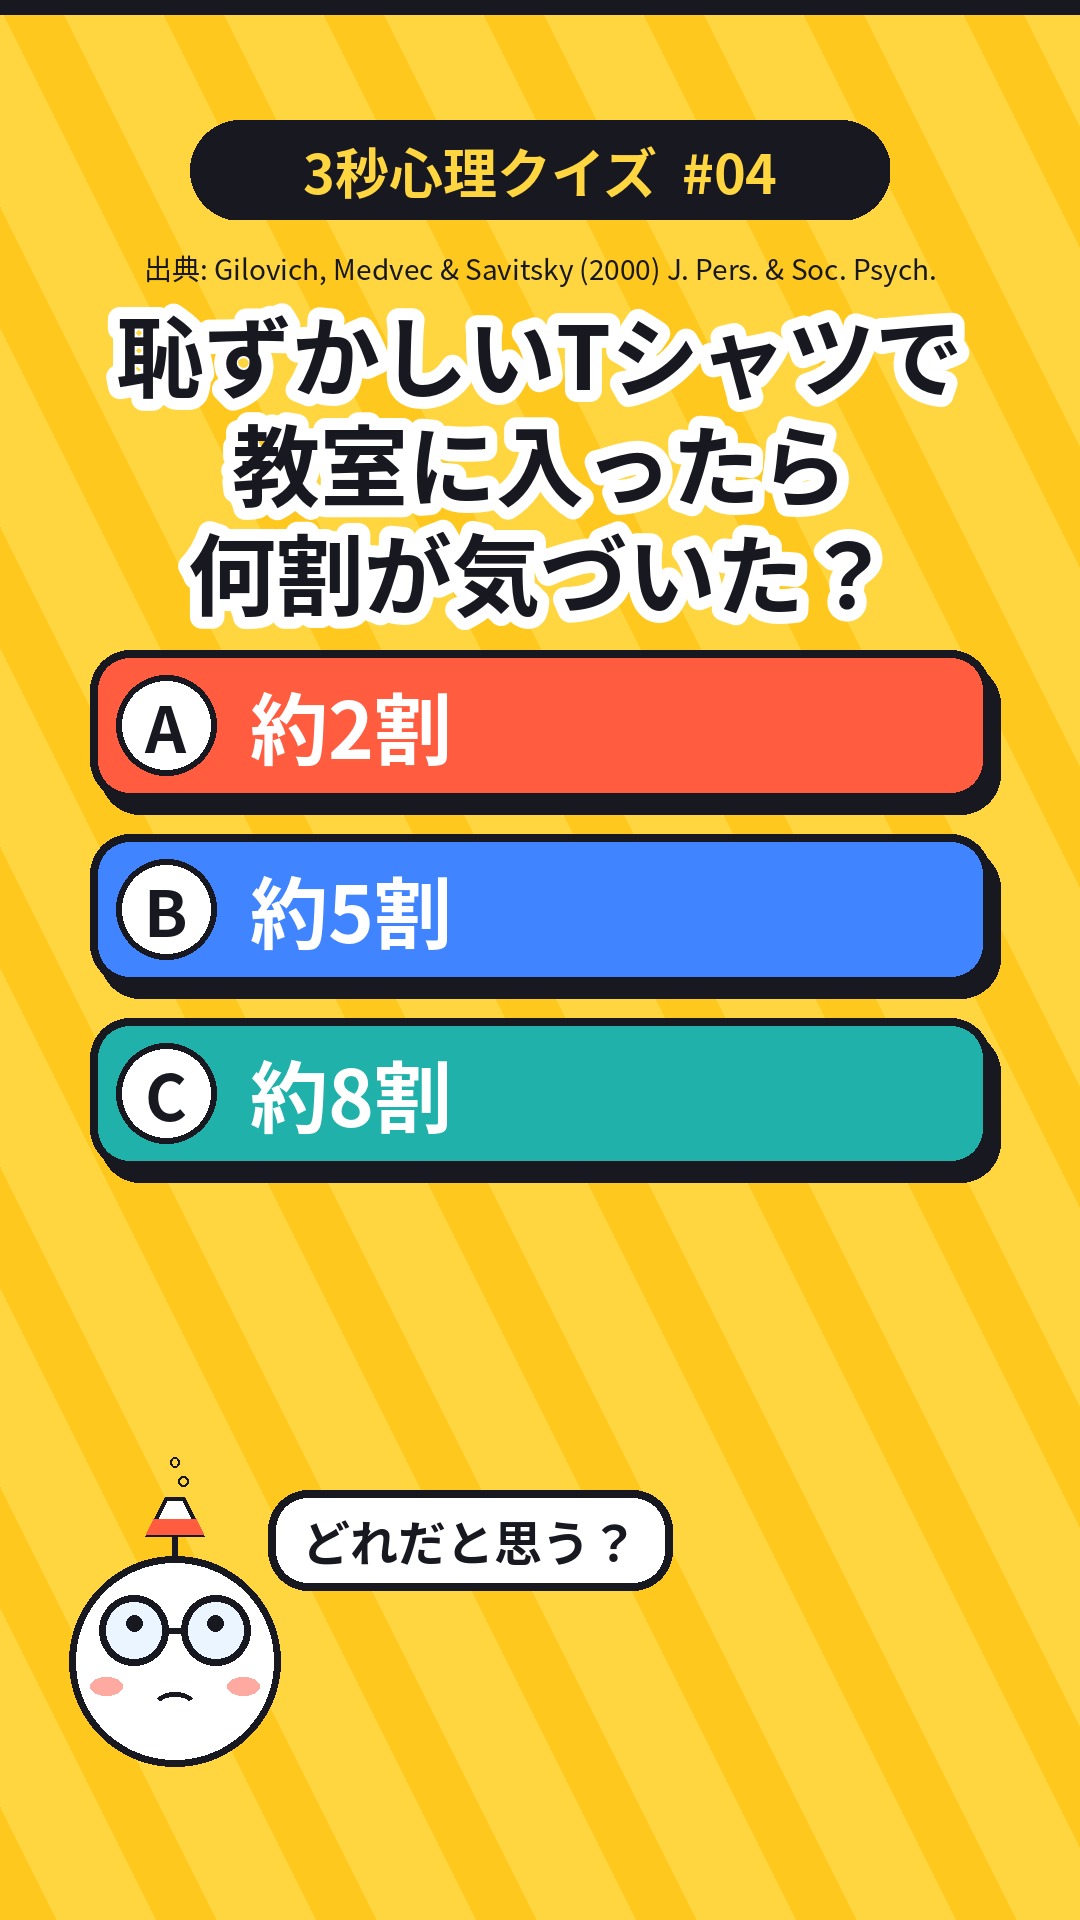 3秒心理クイズ #04
出典: Gilovich, Medvec & Savitsky (2000) J. Pers. & Soc. Psych.
恥ずかしいTシャツで
教室に入ったら
何割が気づいた？
A 約2割
B 約5割
C 約8割
どれだと思う？